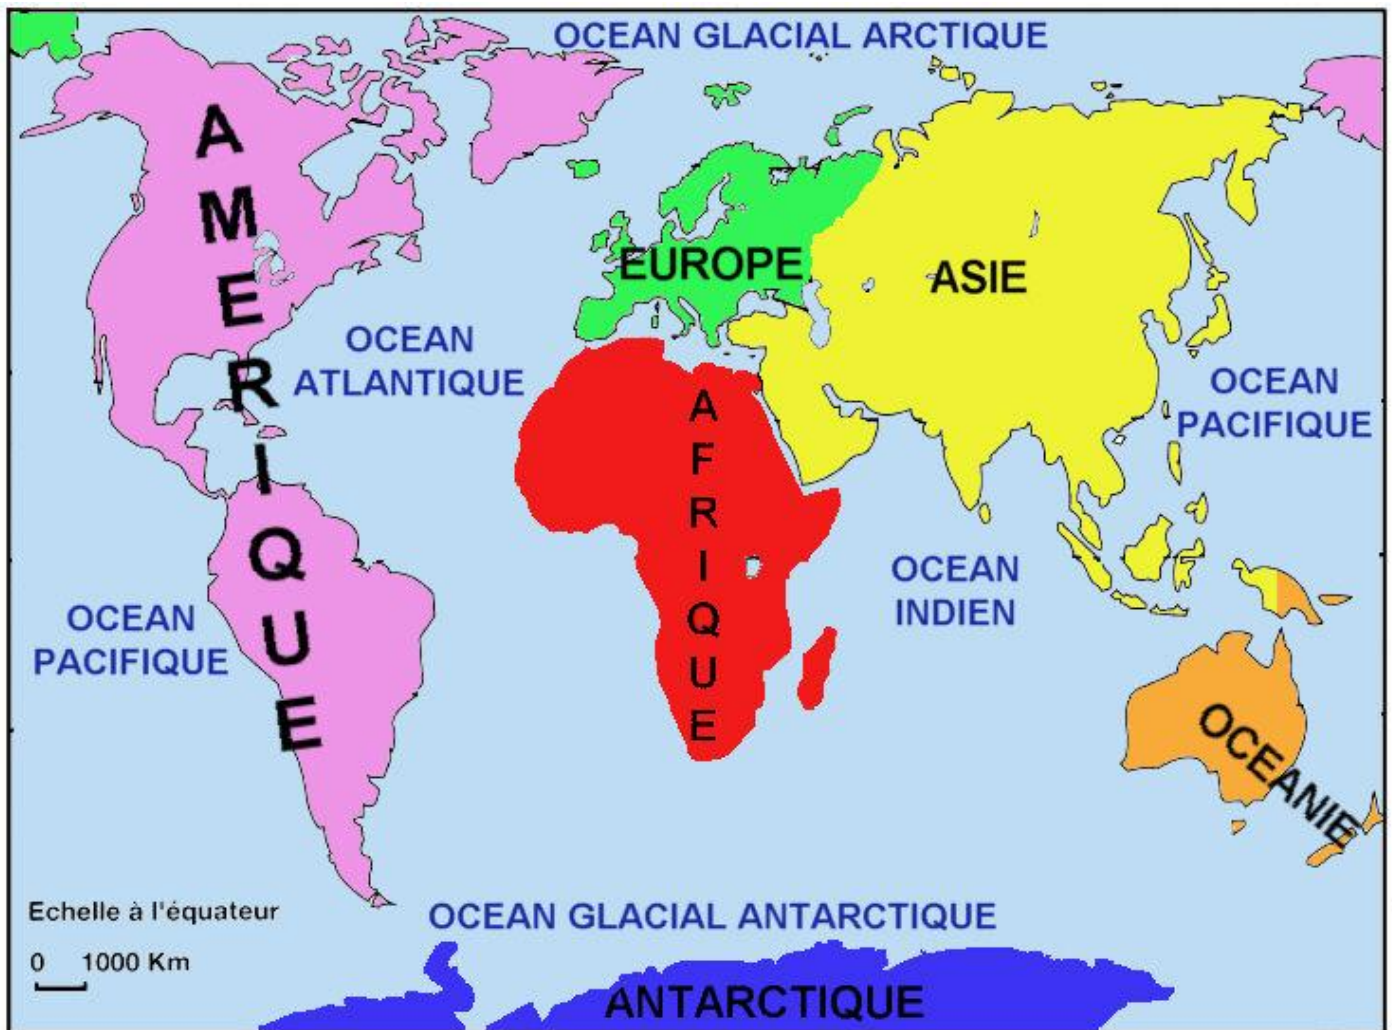 OCEAN GLACIAL ARCTIQUE
AMERIQUE
EUROPE
ASIE
OCEAN
ATLANTIQUE
AFRIQUE
OCEAN
PACIFIQUE
OCEAN
INDIEN
OCEAN
PACIFIQUE
OCEANIE
Echelle à l'équateur
0 1000 Km
OCEAN GLACIAL ANTARCTIQUE
ANTARCTIQUE